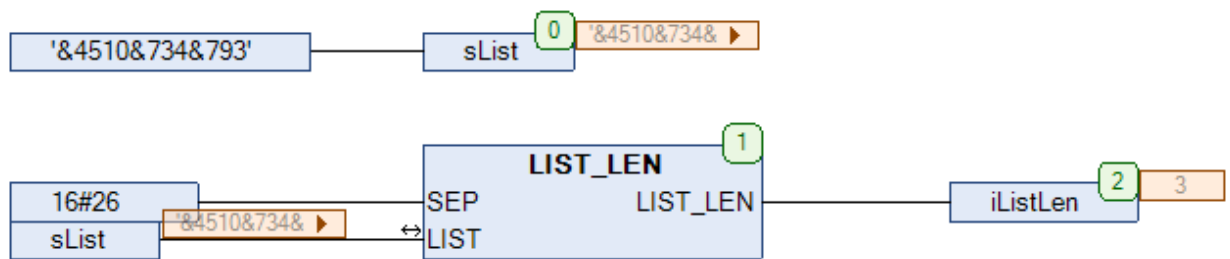 '&4510&734&793' sList 0 '&4510&734&
1
LIST_LEN
16#26 SEP LIST_LEN iListLen 2 3
sList '&4510&734& LIST